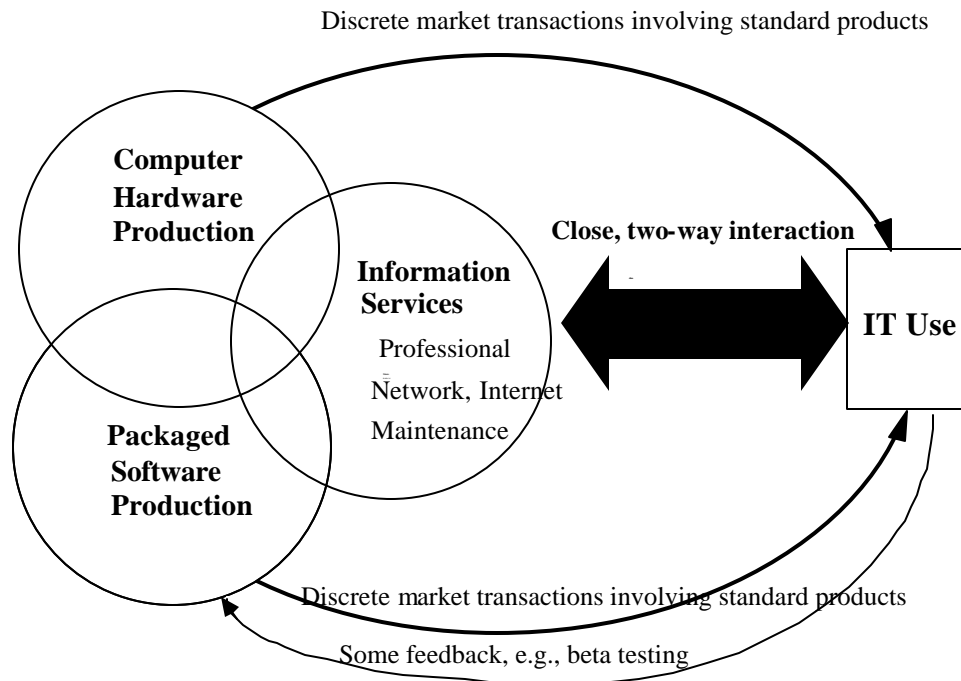 Discrete market transactions involving standard products
Computer
Hardware
Production
Close, two-way interaction
Information
Services
IT Use
Professional
Network, Internet
Maintenance
Packaged
Software
Production
Discrete market transactions involving standard products
Some feedback, e.g., beta testing